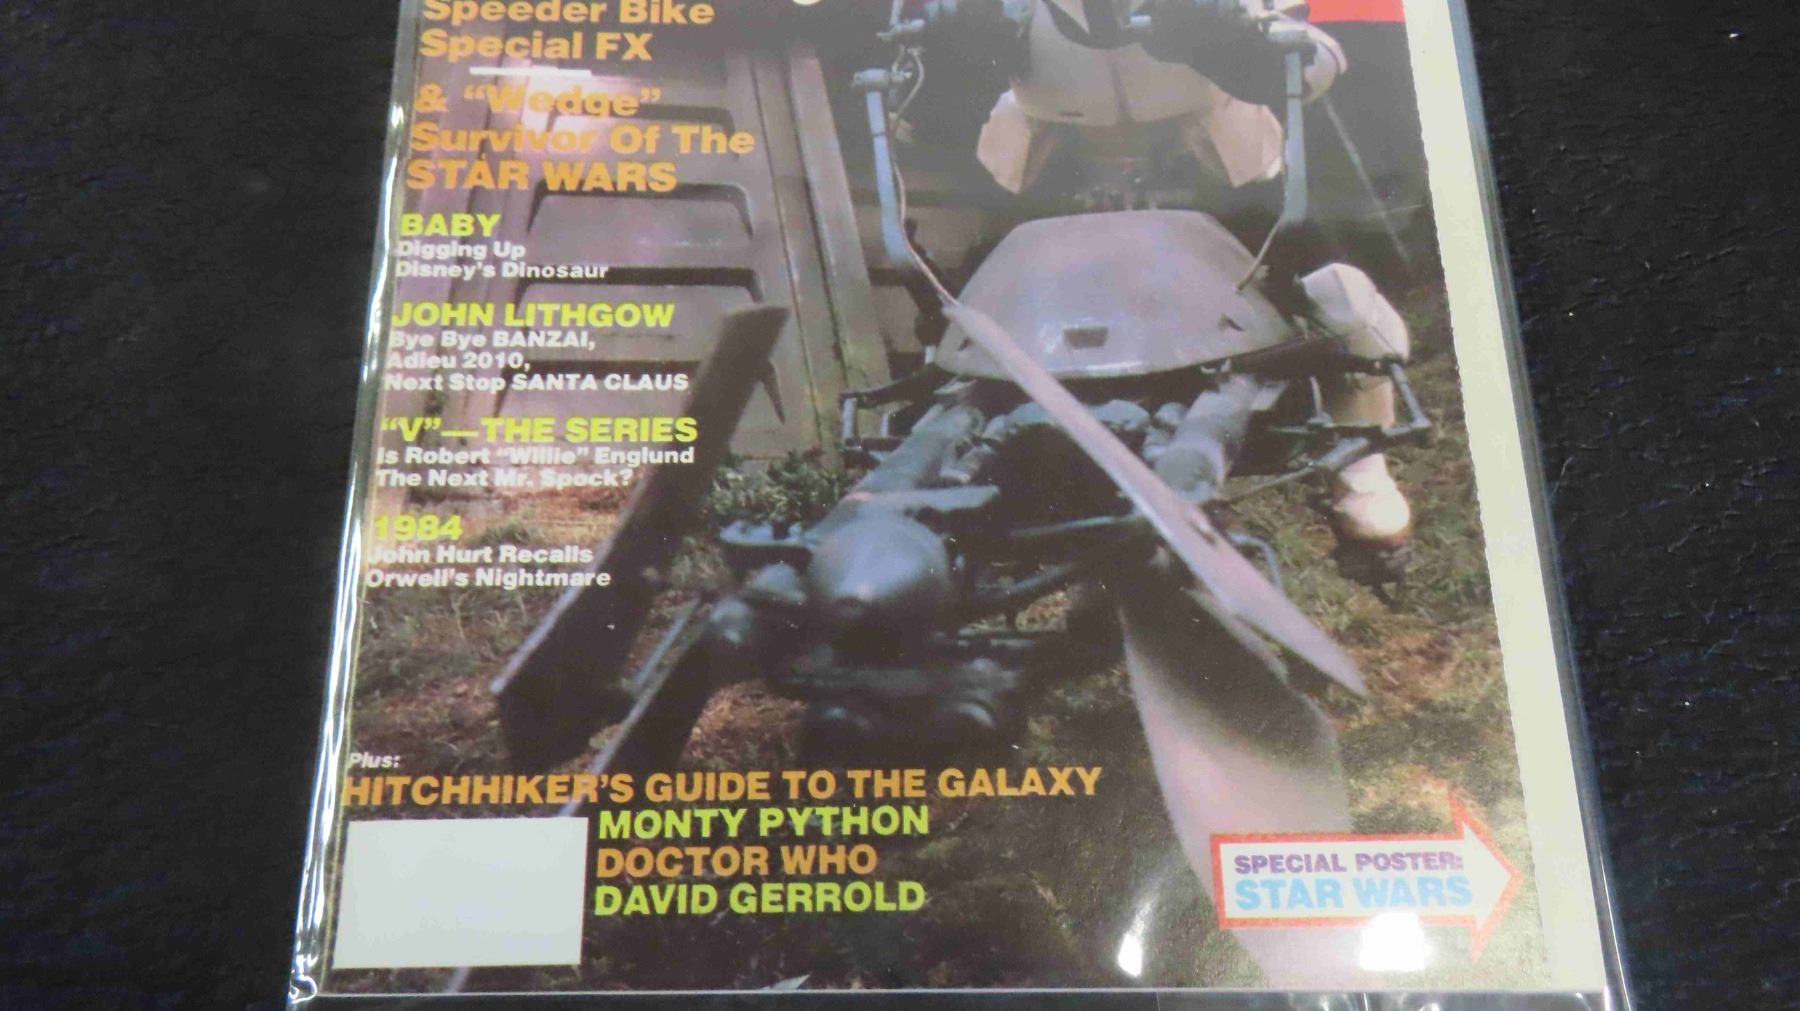 Speeder Bike
Special FX
& "Wedge"
Survivor Of The
STAR WARS
BABY
Digging Up
Disney's Dinosaur
JOHN LITHGOW
Bye Bye BANZAI,
Adieu 2010,
Next Stop SANTA CLAUS
"V"—THE SERIES
Is Robert "Willie" Englund
The Next Mr. Spock?
1984
John Hurt Recalls
Orwell's Nightmare
Plus:
HITCHHIKER'S GUIDE TO THE GALAXY
MONTY PYTHON
DOCTOR WHO
DAVID GERROLD
SPECIAL POSTER:
STAR WARS